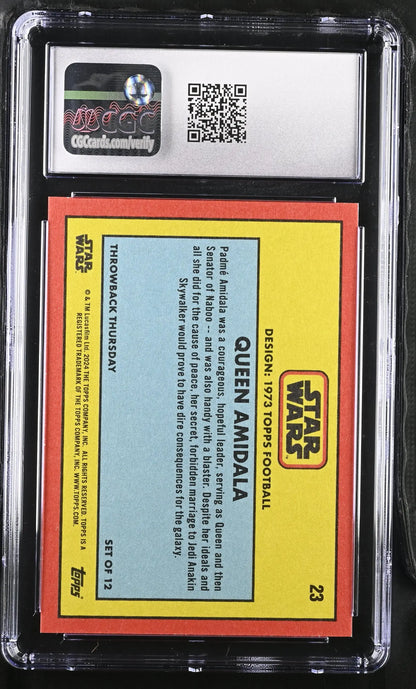 CGCcards.com/verify
STAR
WARS
23
DESIGN: 1973 TOPPS FOOTBALL
QUEEN AMIDALA
Padmé Amidala was a courageous, hopeful leader, serving as Queen and then
Senator of Naboo -- and was also handy with a blaster. Despite her ideals and
all she did for the cause of peace, her secret, forbidden marriage to Jedi Anakin
Skywalker would prove to have dire consequences for the galaxy.
THROWBACK THURSDAY
SET OF 12
STAR
WARS
© & TM Lucasfilm Ltd. 2024 THE TOPPS COMPANY, INC. ALL RIGHTS RESERVED. TOPPS IS A
REGISTERED TRADEMARK OF THE TOPPS COMPANY, INC. WWW.TOPPS.COM.
topps